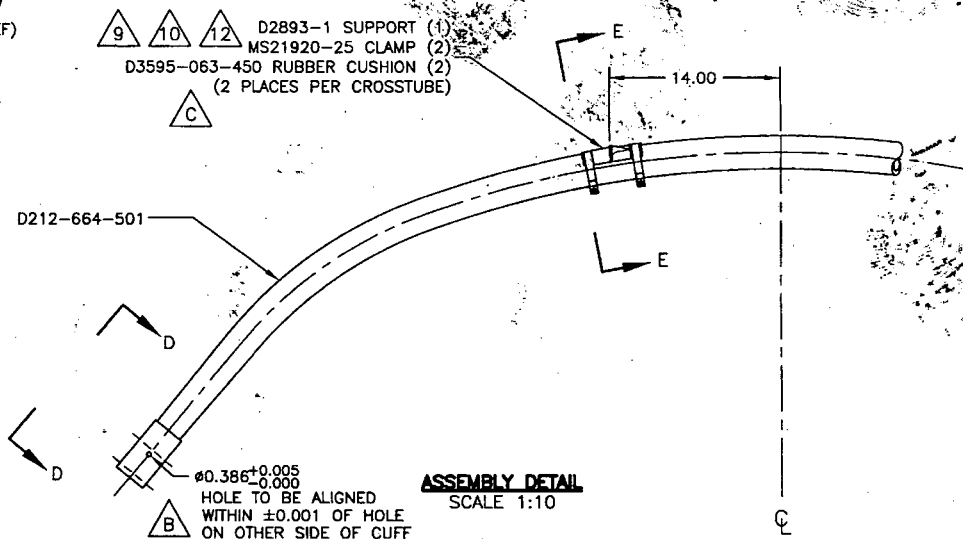 F)
9 10 12 D2893-1 SUPPORT (1)
MS21920-25 CLAMP (2)
D3595-063-450 RUBBER CUSHION (2)
(2 PLACES PER CROSSTUBE)
C
E
14.00
D212-664-501
E
D
D
ø0.386 +0.005 -0.000
B
HOLE TO BE ALIGNED
WITHIN ±0.001 OF HOLE
ON OTHER SIDE OF CUFF
ASSEMBLY DETAIL
SCALE 1:10
℄